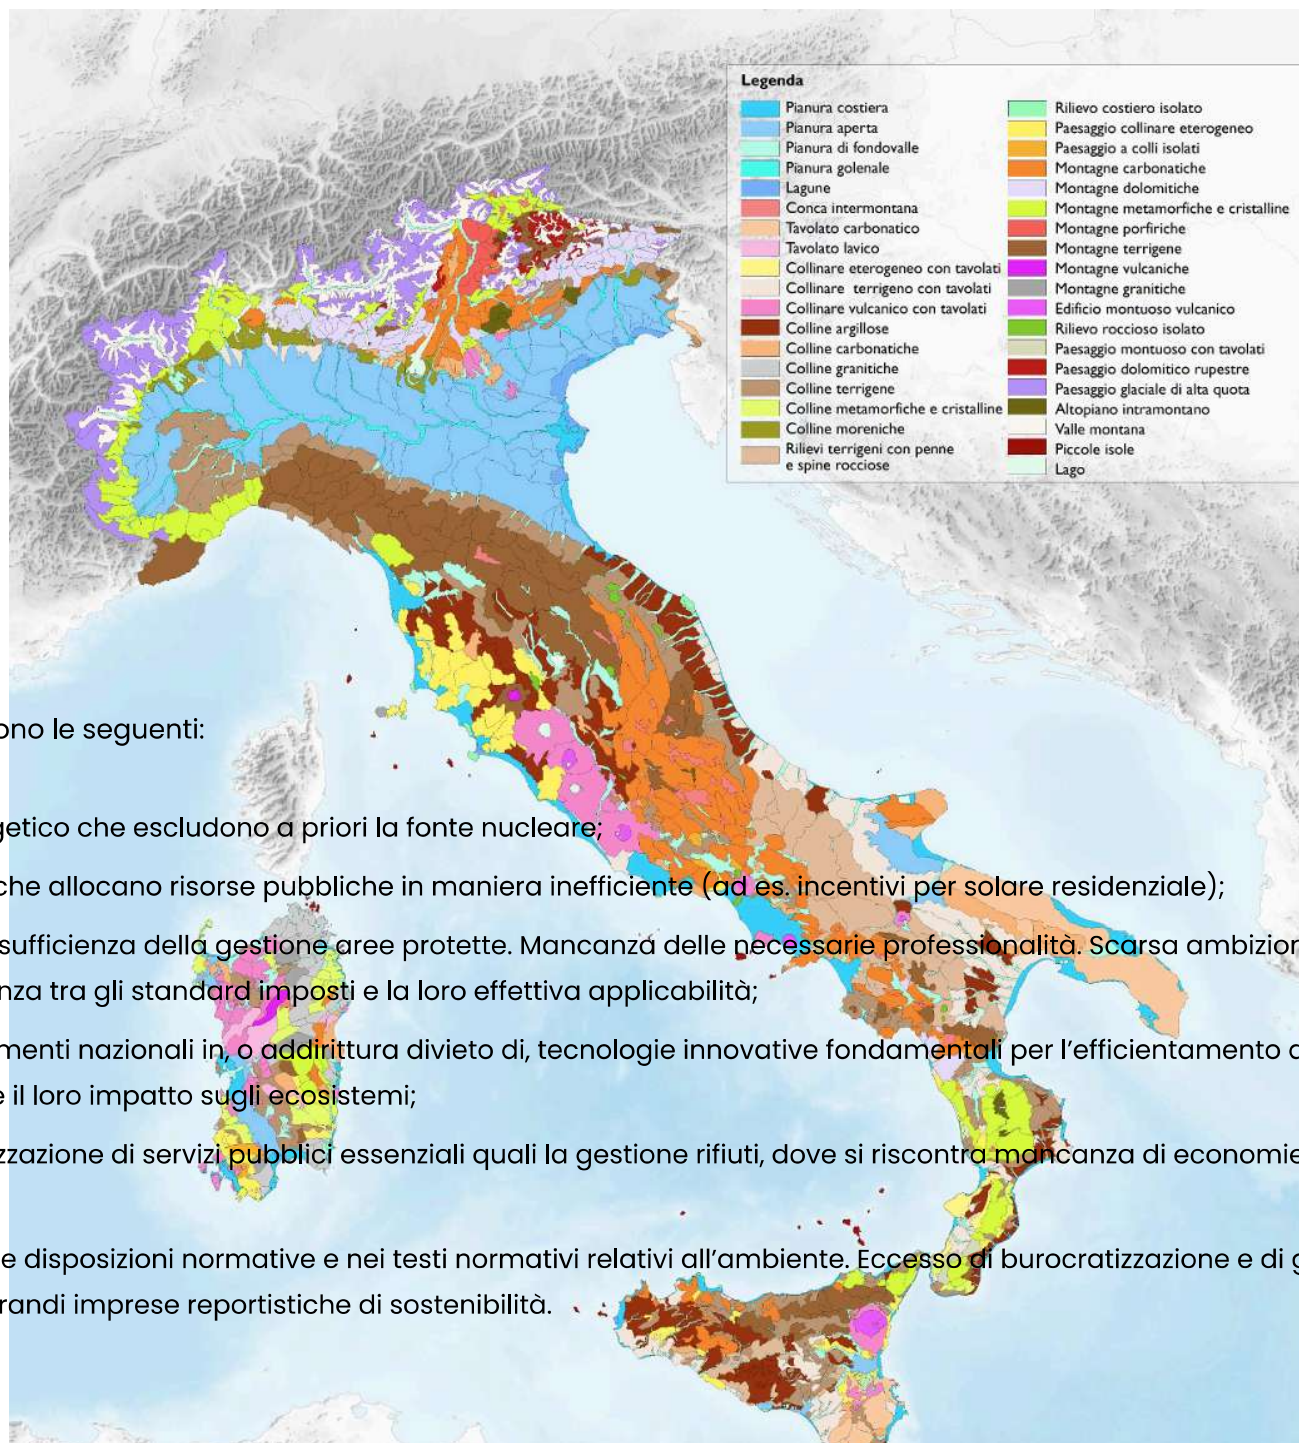 Legenda
Pianura costiera
Pianura aperta
Pianura di fondovalle
Pianura golenale
Lagune
Conca intermontana
Tavolato carbonatico
Tavolato lavico
Collinare eterogeneo con tavolati
Collinare terrigeno con tavolati
Collinare vulcanico con tavolati
Colline argillose
Colline carbonatiche
Colline granitiche
Colline terrigene
Colline metamorfiche e cristalline
Colline moreniche
Rilievi terrigeni con penne
e spine rocciose
Rilievo costiero isolato
Paesaggio collinare eterogeneo
Paesaggio a colli isolati
Montagne carbonatiche
Montagne dolomitiche
Montagne metamorfiche e cristalline
Montagne porfiriche
Montagne terrigene
Montagne vulcaniche
Montagne granitiche
Edificio montuoso vulcanico
Rilievo roccioso isolato
Paesaggio montuoso con tavolati
Paesaggio dolomitico rupestre
Paesaggio glaciale di alta quota
Altopiano intramontano
Valle montana
Piccole isole
Lago
ono le seguenti:
getico che escludono a priori la fonte nucleare;
che allocano risorse pubbliche in maniera inefficiente (ad es. incentivi per solare residenziale);
sufficienza della gestione aree protette. Mancanza delle necessarie professionalità. Scarsa ambizion
nza tra gli standard imposti e la loro effettiva applicabilità;
menti nazionali in, o addirittura divieto di, tecnologie innovative fondamentali per l'efficientamento
e il loro impatto sugli ecosistemi;
zzazione di servizi pubblici essenziali quali la gestione rifiuti, dove si riscontra mancanza di economie
e disposizioni normative e nei testi normativi relativi all'ambiente. Eccesso di burocratizzazione e di g
randi imprese reportistiche di sostenibilità.